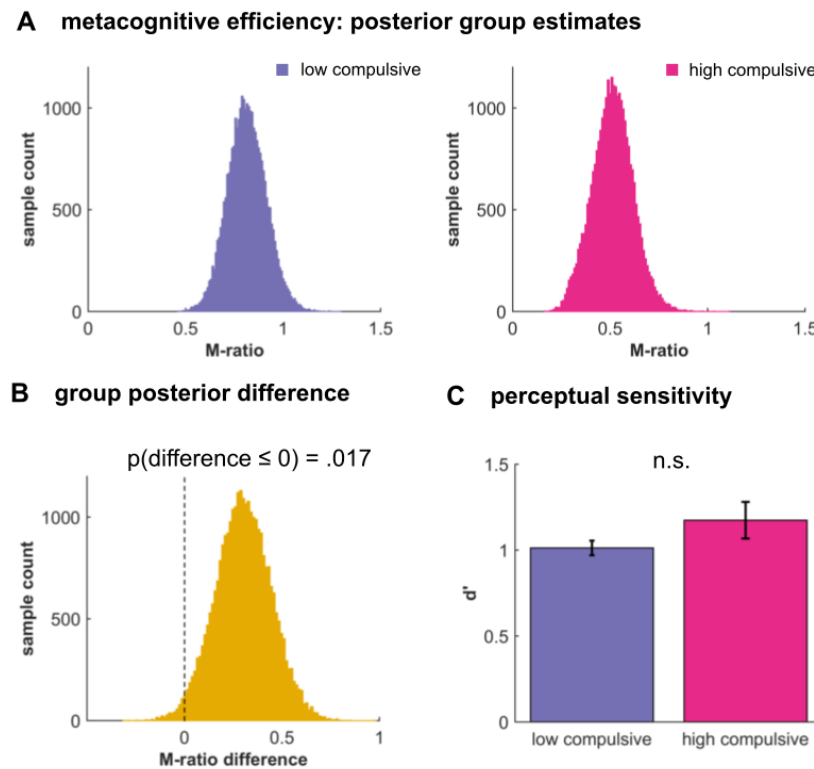 A metacognitive efficiency: posterior group estimates
low compulsive
high compulsive
1000
500
0
sample count
0 0.5 1 1.5
M-ratio
1000
500
0
sample count
0 0.5 1 1.5
M-ratio
B group posterior difference
p(difference ≤ 0) = .017
1000
500
0
sample count
0 0.5 1
M-ratio difference
C perceptual sensitivity
n.s.
1.5
1
0.5
0
d'
low compulsive high compulsive